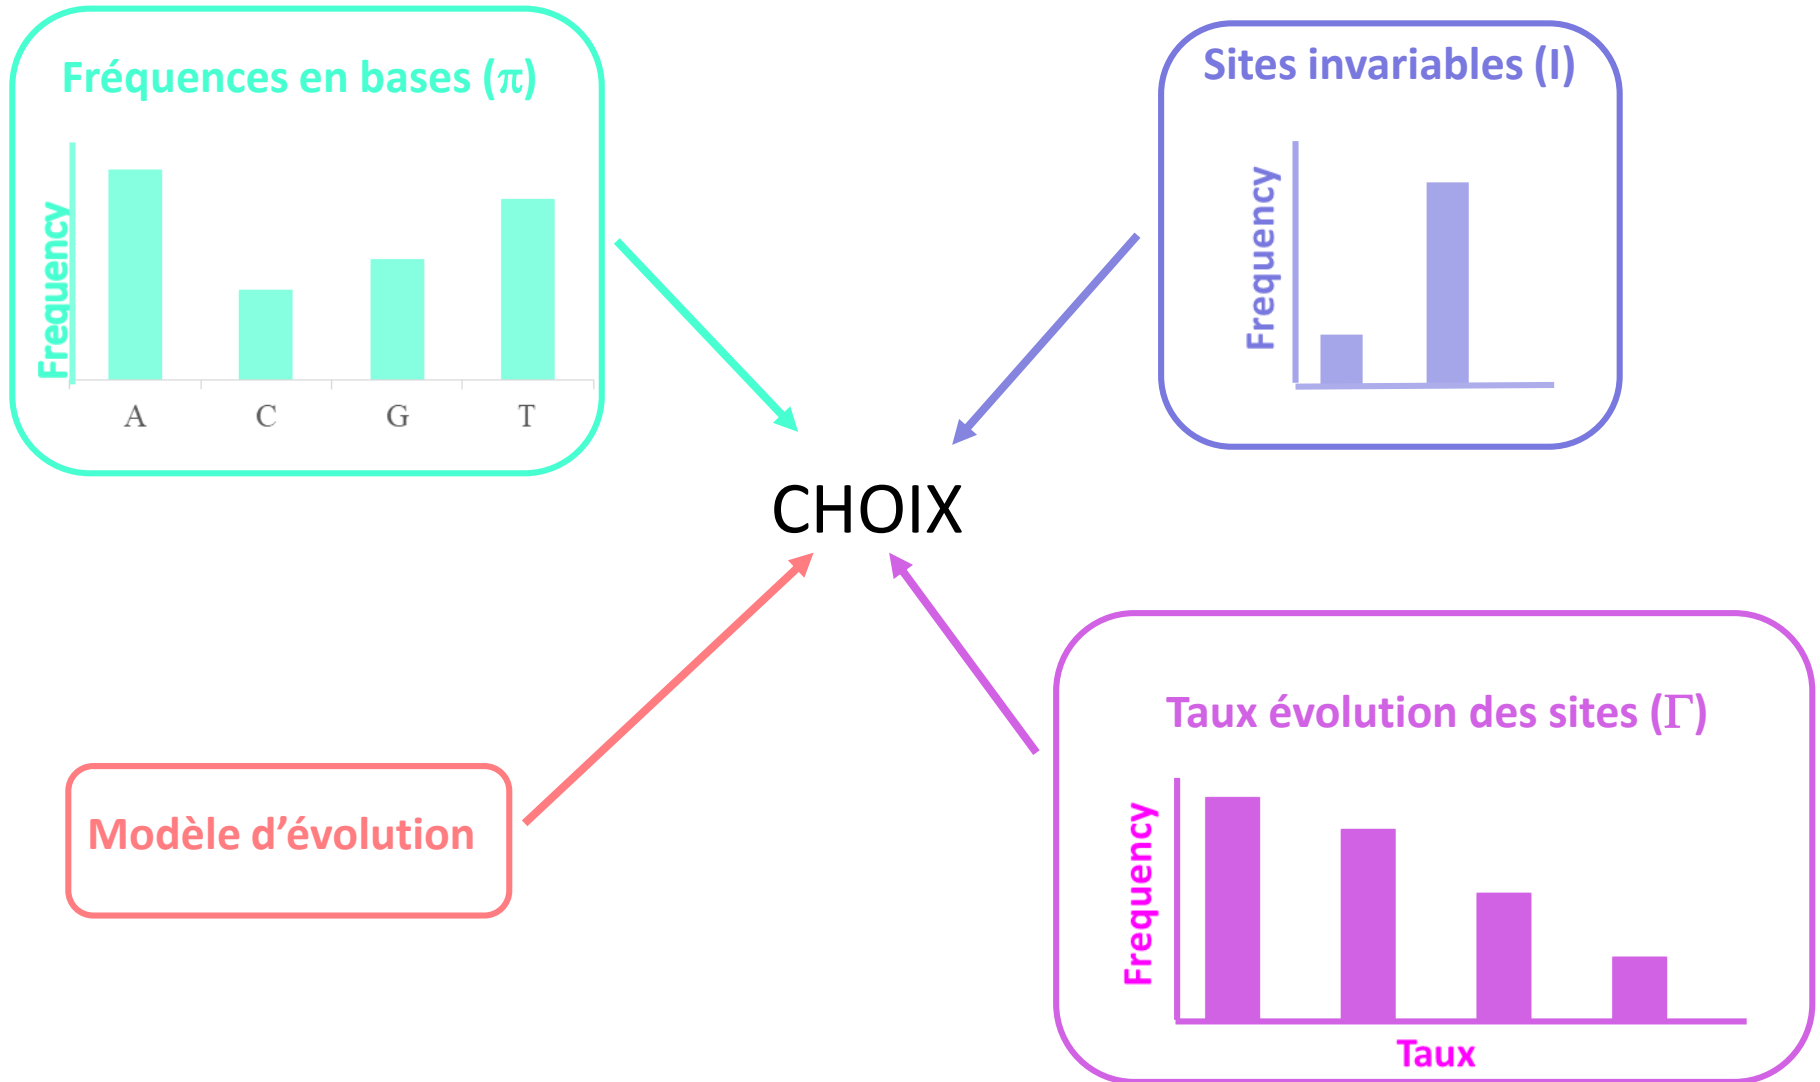 Fréquences en bases (π)
Frequency
A C G T
Sites invariables (I)
Frequency
CHOIX
Modèle d’évolution
Taux évolution des sites (Γ)
Frequency
Taux